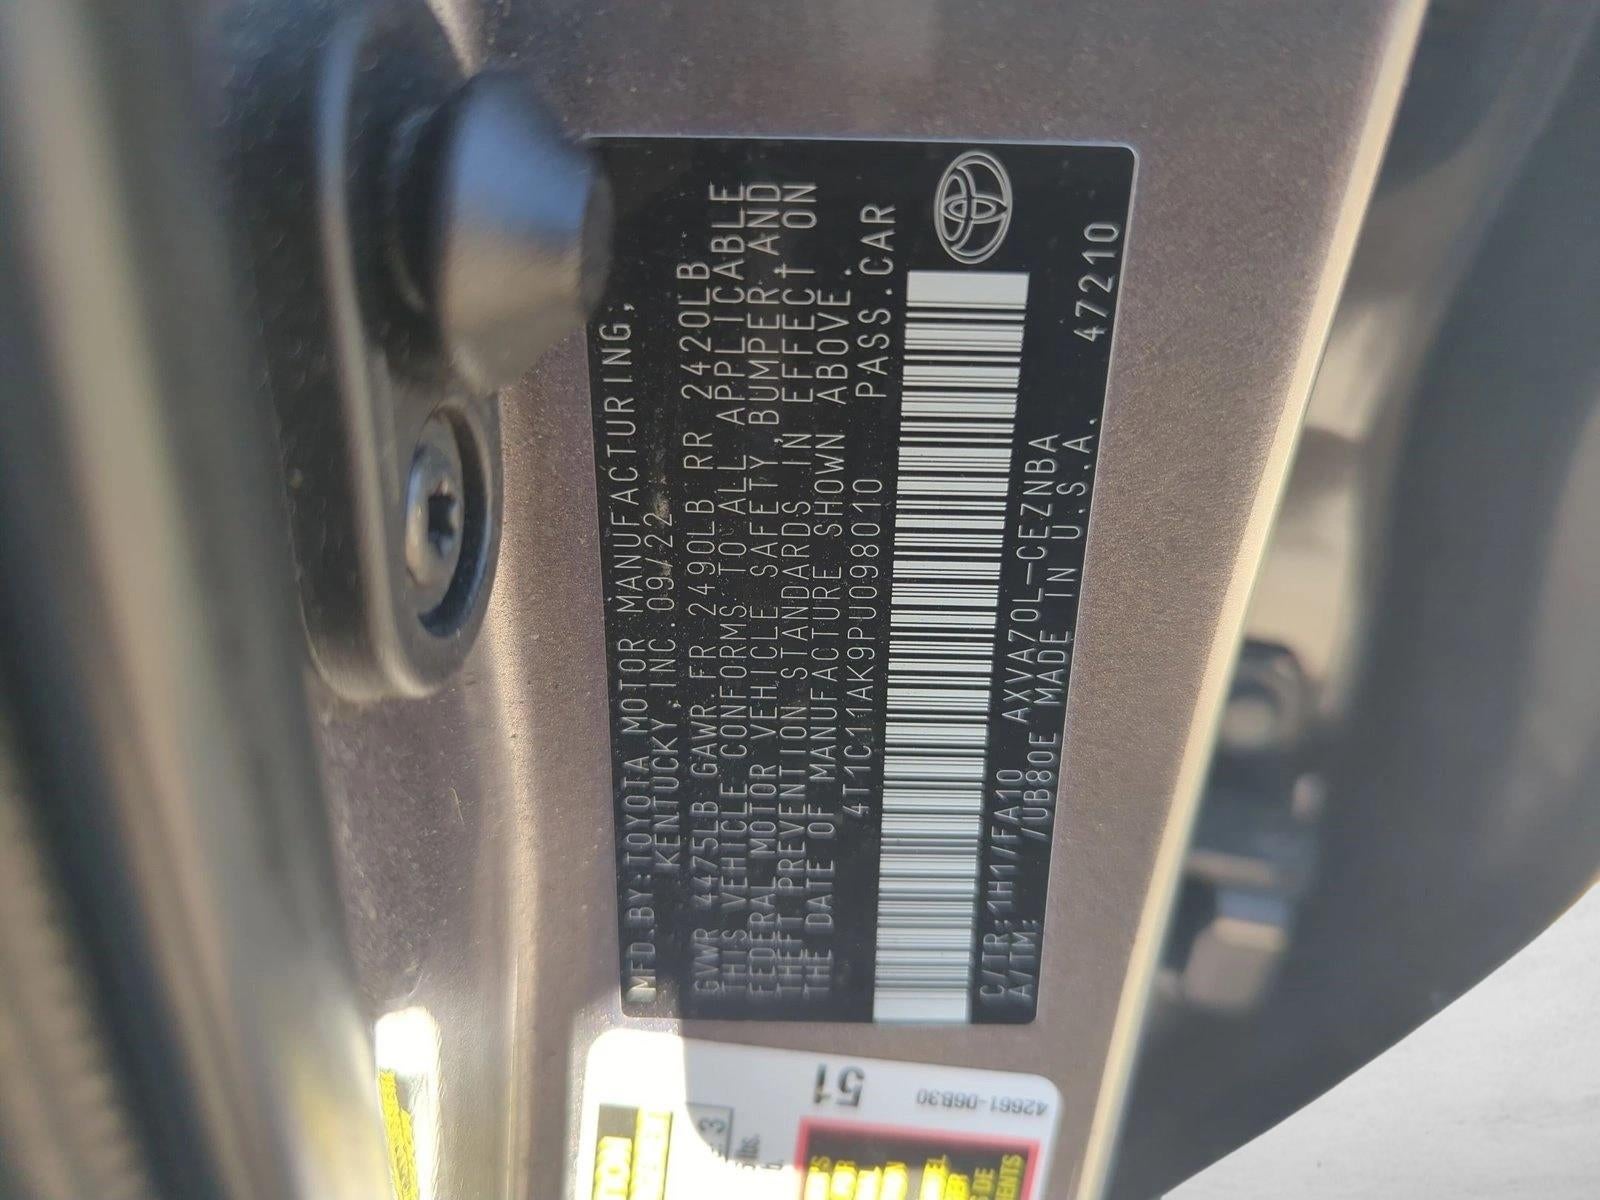 MFD.BY:TOYOTA MOTOR MANUFACTURING,
KENTUCKY, INC. 09/22
GVWR 4475LB GAWR FR 2490LB RR 2420LB
THIS VEHICLE CONFORMS TO ALL APPLICABLE
FEDERAL MOTOR VEHICLE SAFETY,BUMPER,AND
THEFT PREVENTION STANDARDS IN EFFECT ON
THE DATE OF MANUFACTURE SHOWN ABOVE.
4T1C11AK9PU098010 PASS.CAR
C/TR:1H11/FA10 AXVA70L-CEZNBA 47210
A/TM: /UB80E MADE IN U.S.A.
51
42661-06B30